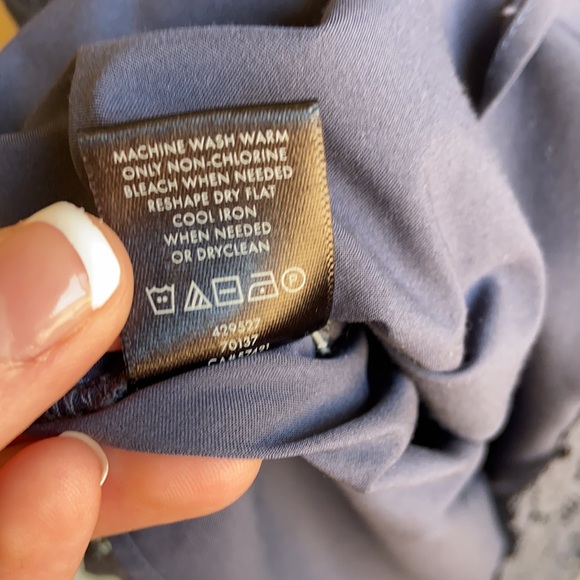 MACHINE WASH WARM
ONLY NON-CHLORINE
BLEACH WHEN NEEDED
RESHAPE DRY FLAT
COOL IRON
WHEN NEEDED
OR DRYCLEAN
P
429527
70137